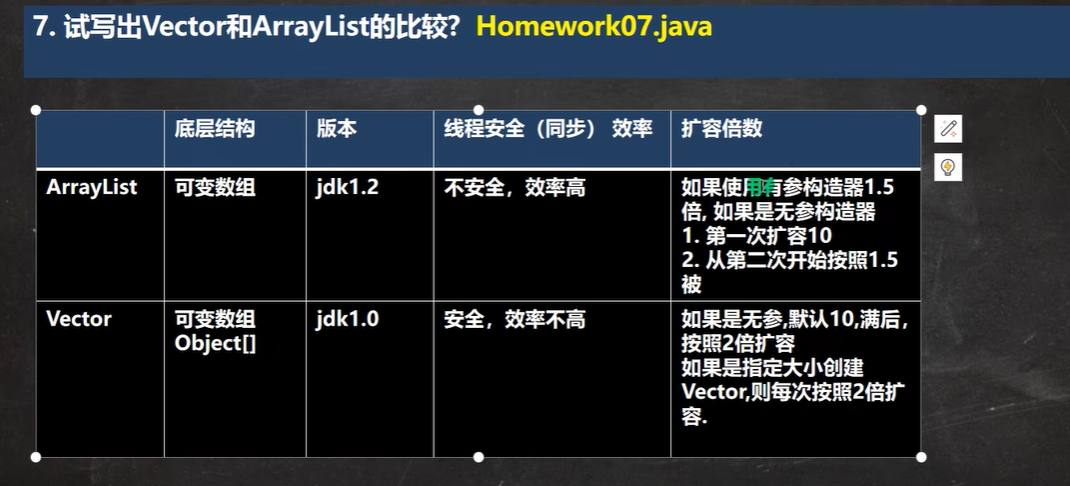 7. 试写出Vector和ArrayList的比较? Homework07.java
底层结构 版本 线程安全（同步） 效率 扩容倍数
ArrayList 可变数组 jdk1.2 不安全，效率高 如果使用有参构造器1.5
倍, 如果是无参构造器
1. 第一次扩容10
2. 从第二次开始按照1.5
被
Vector 可变数组 jdk1.0 安全，效率不高 如果是无参,默认10,满后，
Object[] 按照2倍扩容
如果是指定大小创建
Vector,则每次按照2倍扩
容.